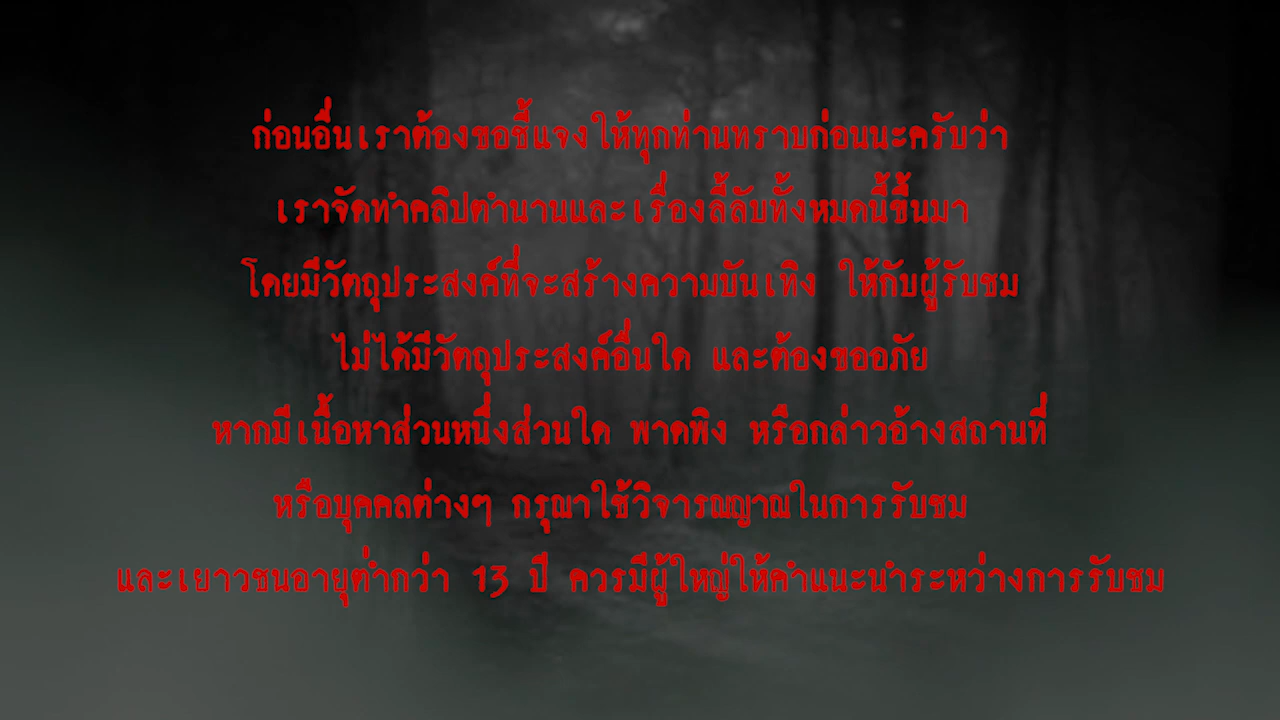 ก่อนอื่นเราต้องขอชี้แจงให้ทุกท่านทราบก่อนนะครับว่า
เราจัดทำคลิปตำนานและเรื่องลี้ลับทั้งหมดนี้ขึ้นมา
โดยมีวัตถุประสงค์ที่จะสร้างความบันเทิง ให้กับผู้รับชม
ไม่ได้มีวัตถุประสงค์อื่นใด และต้องขออภัย
หากมีเนื้อหาส่วนหนึ่งส่วนใด พาดพิง หรือกล่าวอ้างสถานที่
หรือบุคคลต่างๆ กรุณาใช้วิจารณญาณในการรับชม
และเยาวชนอายุต่ำกว่า 13 ปี ควรมีผู้ใหญ่ให้คำแนะนำระหว่างการรับชม